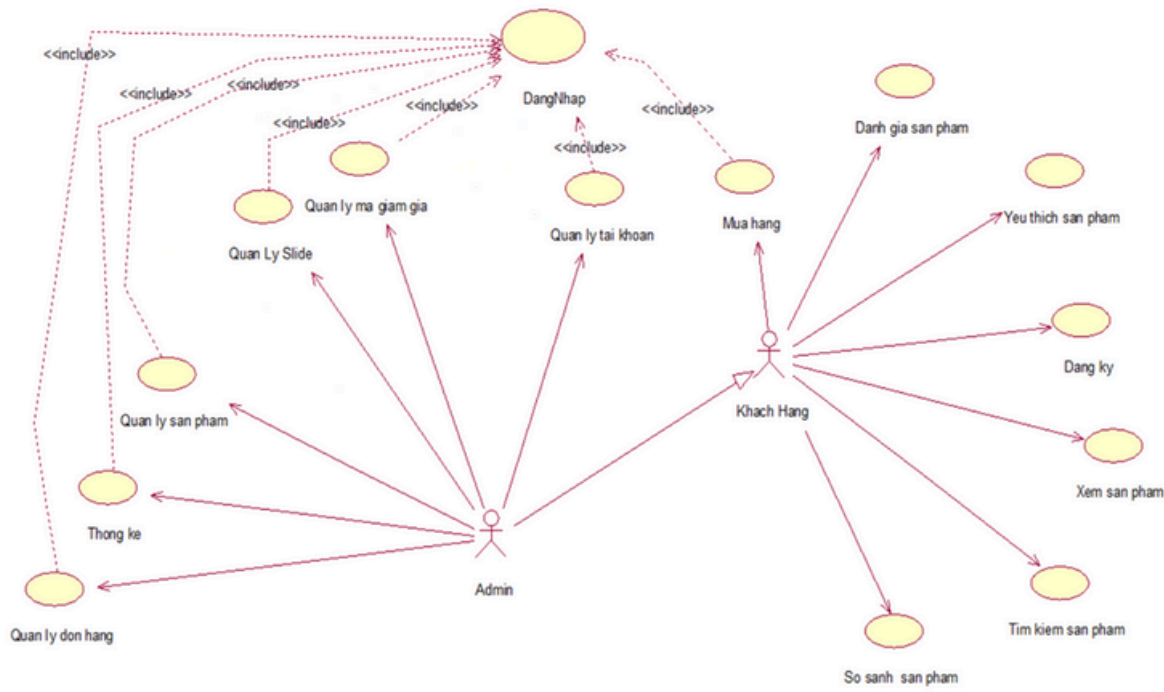 <<include>>
DangNhap
<<include>>
<<include>>
<<include>>
<<include>>
<<include>>
<<include>>
Danh gia san pham
Quan ly ma giam gia
Quan Ly Slide
Quan ly tai khoan
Mua hang
Yeu thich san pham
Dang ky
Khach Hang
Quan ly san pham
Xem san pham
Thong ke
Admin
Quan ly don hang
Tim kiem san pham
So sanh san pham